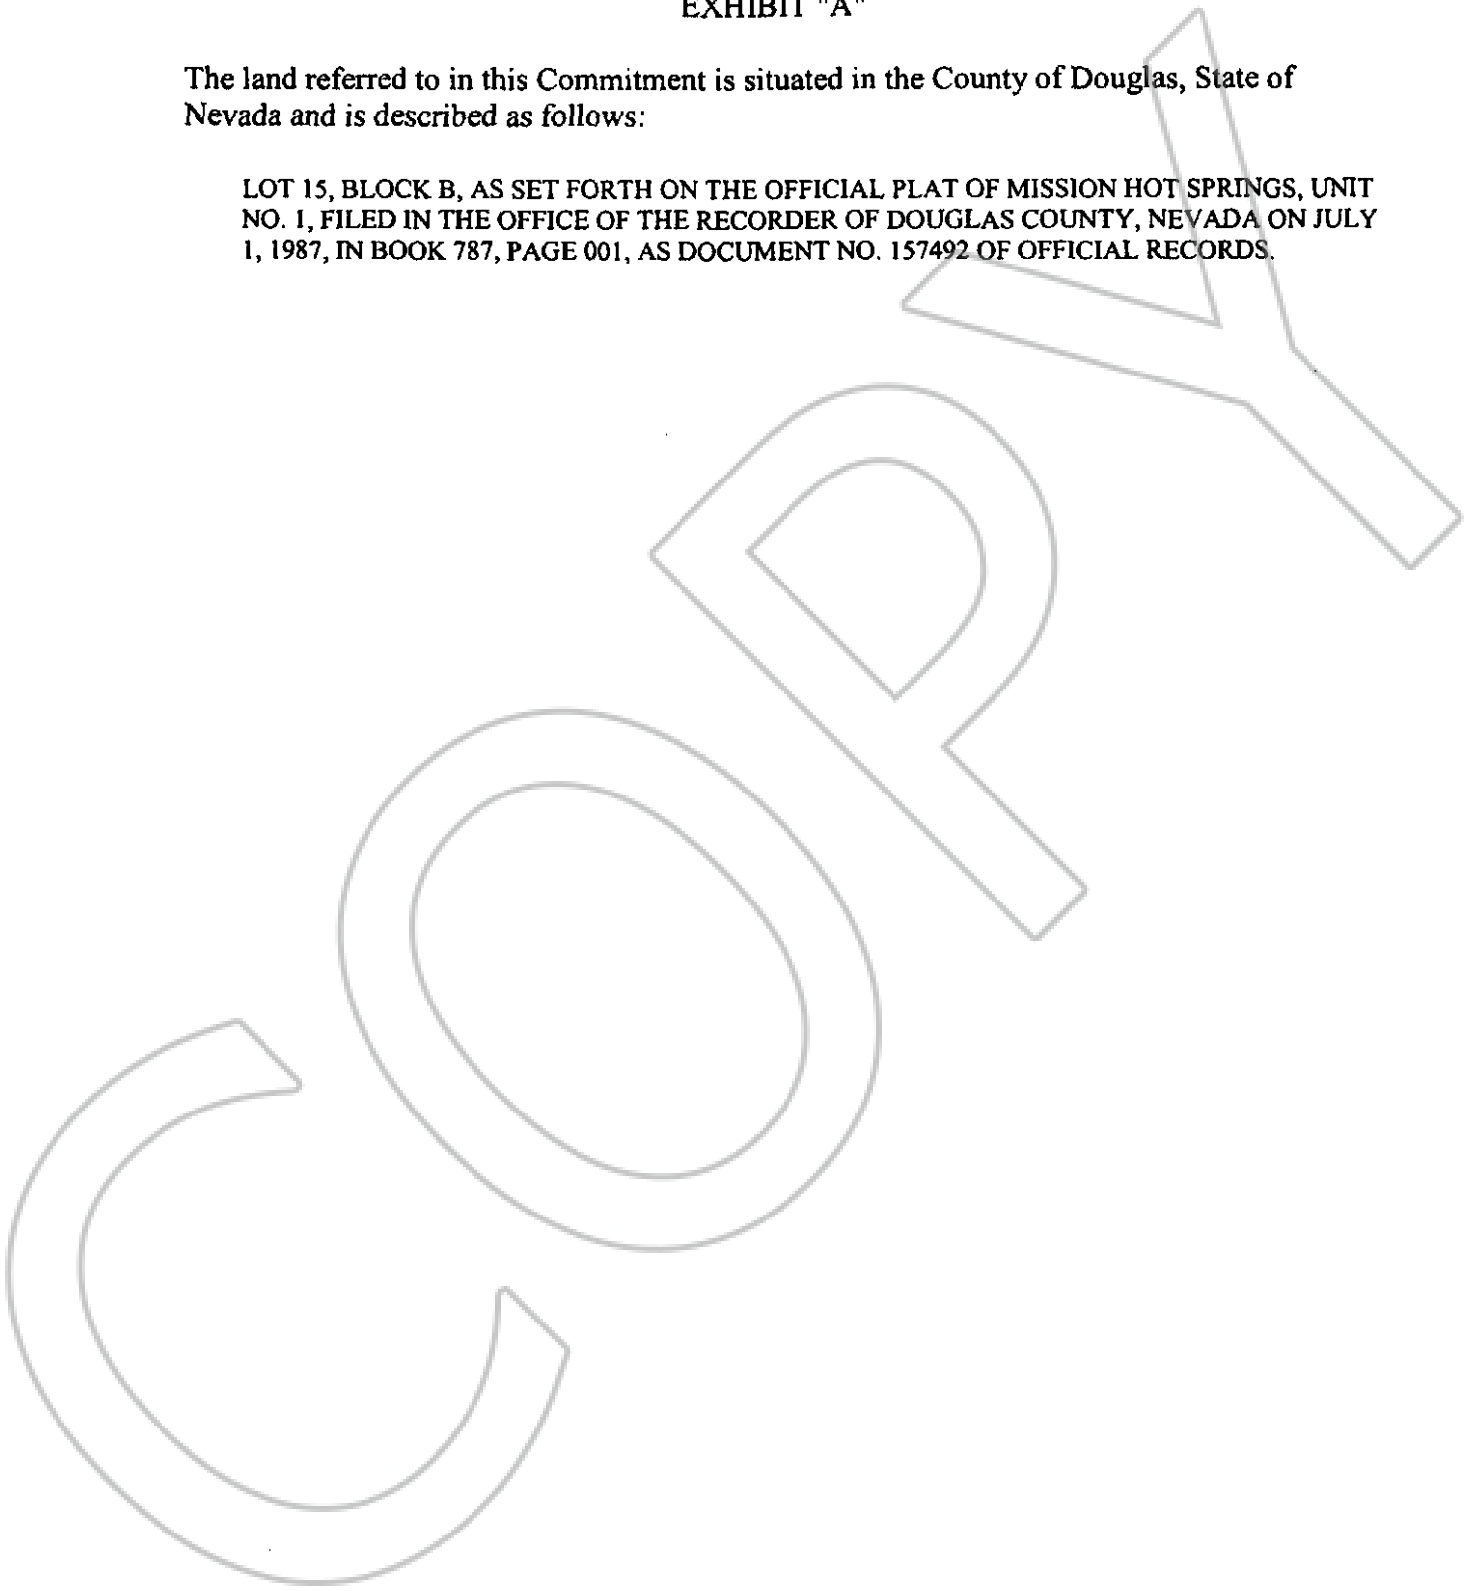 EXHIBIT "A"
The land referred to in this Commitment is situated in the County of Douglas, State of
Nevada and is described as follows:
LOT 15, BLOCK B, AS SET FORTH ON THE OFFICIAL PLAT OF MISSION HOT SPRINGS, UNIT
NO. 1, FILED IN THE OFFICE OF THE RECORDER OF DOUGLAS COUNTY, NEVADA ON JULY
1, 1987, IN BOOK 787, PAGE 001, AS DOCUMENT NO. 157492 OF OFFICIAL RECORDS.
COPY